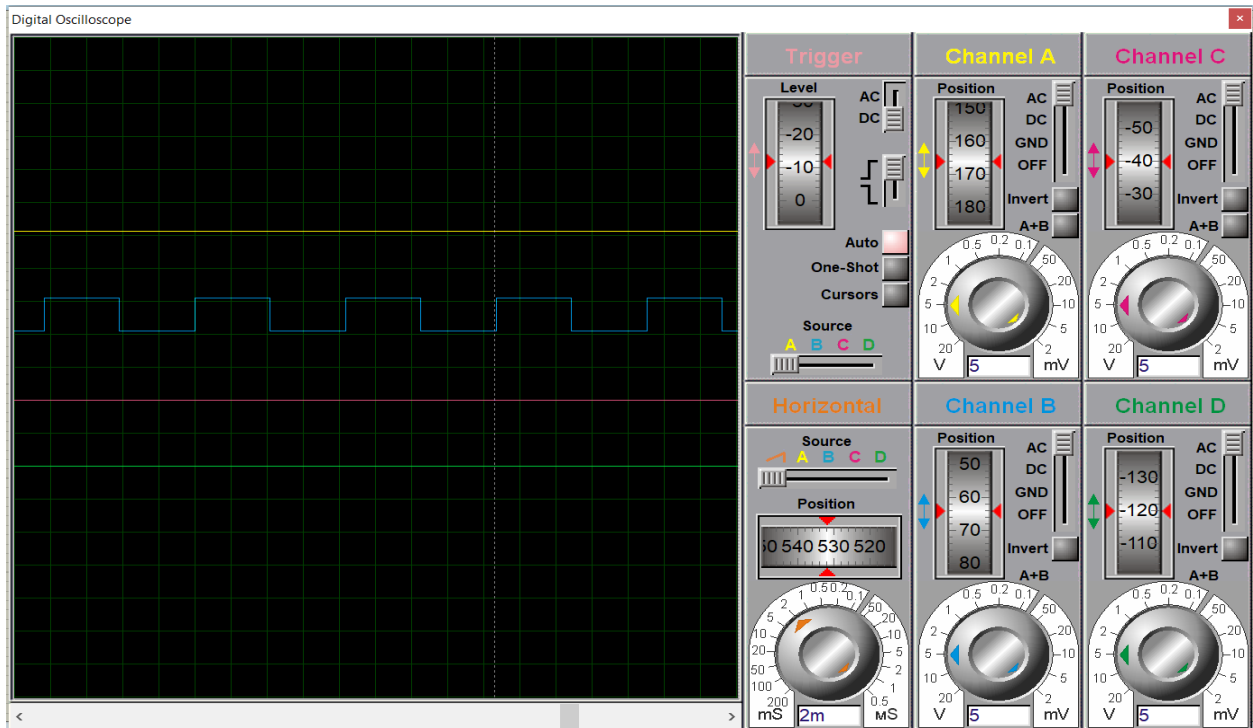 Digital Oscilloscope
Trigger
Level
-20
-10
0
AC
DC
Auto
One-Shot
Cursors
Source
A B C D
Channel A
Position
150
160
170
180
AC
DC
GND
OFF
Invert
A+B
20 10 5 2 1 0.5 0.2 0.1 50 20 10 5 2
V 5 mV
Channel C
Position
-50
-40
-30
AC
DC
GND
OFF
Invert
A+B
20 10 5 2 1 0.5 0.2 0.1 50 20 10 5 2
V 5 mV
Horizontal
Source
A B C D
Position
540 530 520
200 100 50 20 10 5 2 1 0.5 0.2 0.1 50 20 10 5 2 1 0.5
mS 2m µS
Channel B
Position
50
60
70
80
AC
DC
GND
OFF
Invert
A+B
20 10 5 2 1 0.5 0.2 0.1 50 20 10 5 2
V 5 mV
Channel D
Position
-130
-120
-110
AC
DC
GND
OFF
Invert
A+B
20 10 5 2 1 0.5 0.2 0.1 50 20 10 5 2
V 5 mV